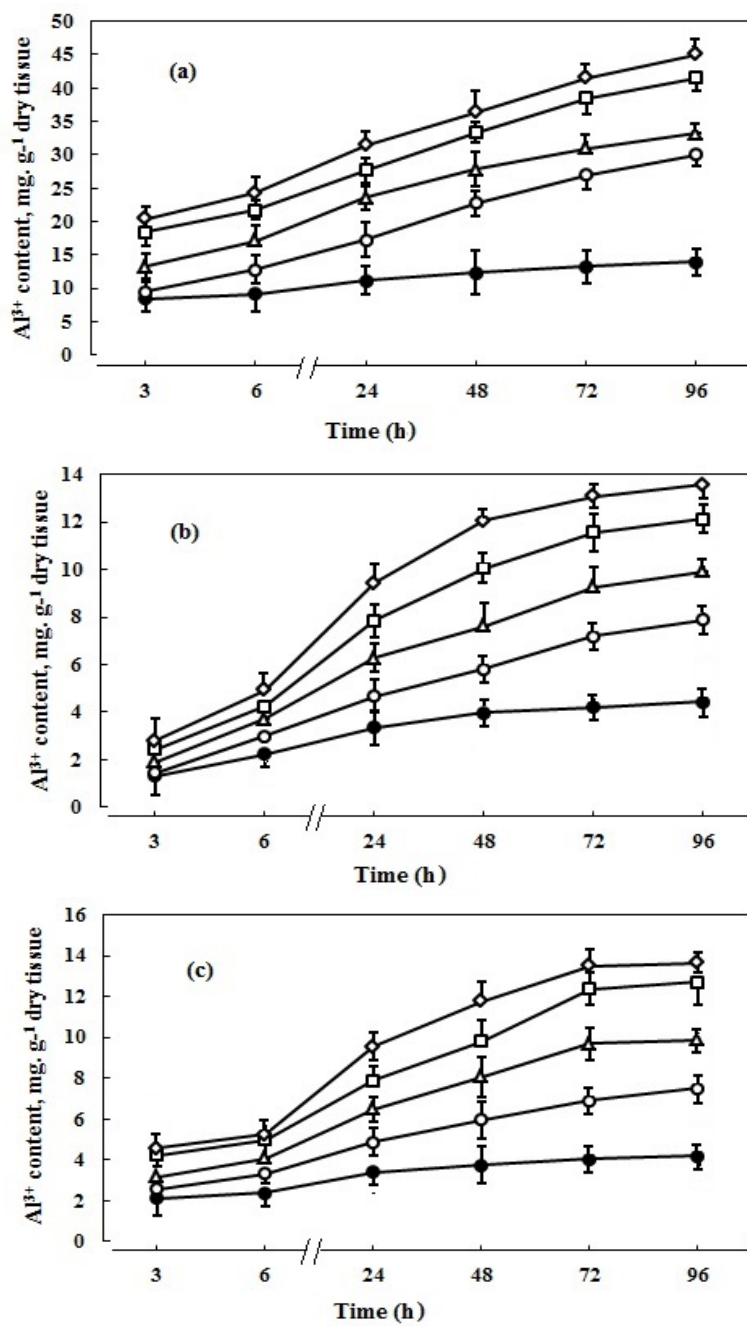 50
45
40
35
30
25
20
15
10
5
0
(a)
Al³⁺ content, mg. g⁻¹ dry tissue
3 6 24 48 72 96
Time (h)
14
12
10
8
6
4
2
0
(b)
Al³⁺ content, mg. g⁻¹ dry tissue
3 6 24 48 72 96
Time (h)
16
14
12
10
8
6
4
2
0
(c)
Al³⁺ content, mg. g⁻¹ dry tissue
3 6 24 48 72 96
Time (h)